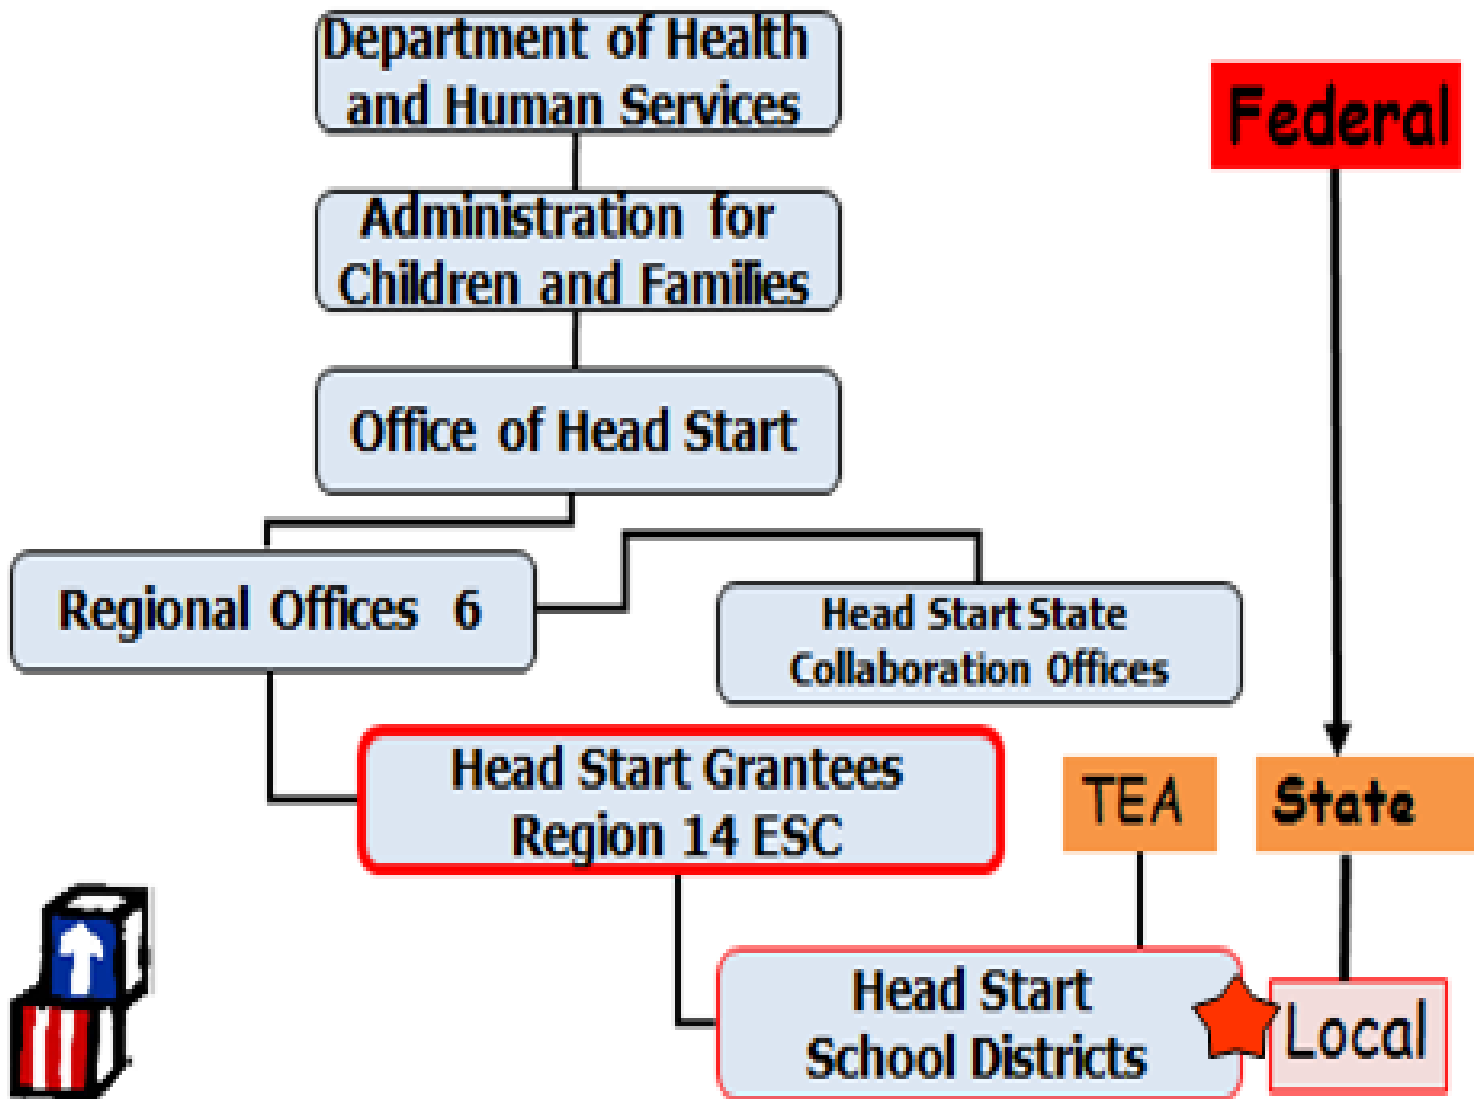 Department of Health
and Human Services
Federal
Administration for
Children and Families
Office of Head Start
Regional Offices 6
Head Start State
Collaboration Offices
Head Start Grantees
Region 14 ESC
TEA
State
Head Start
School Districts
Local